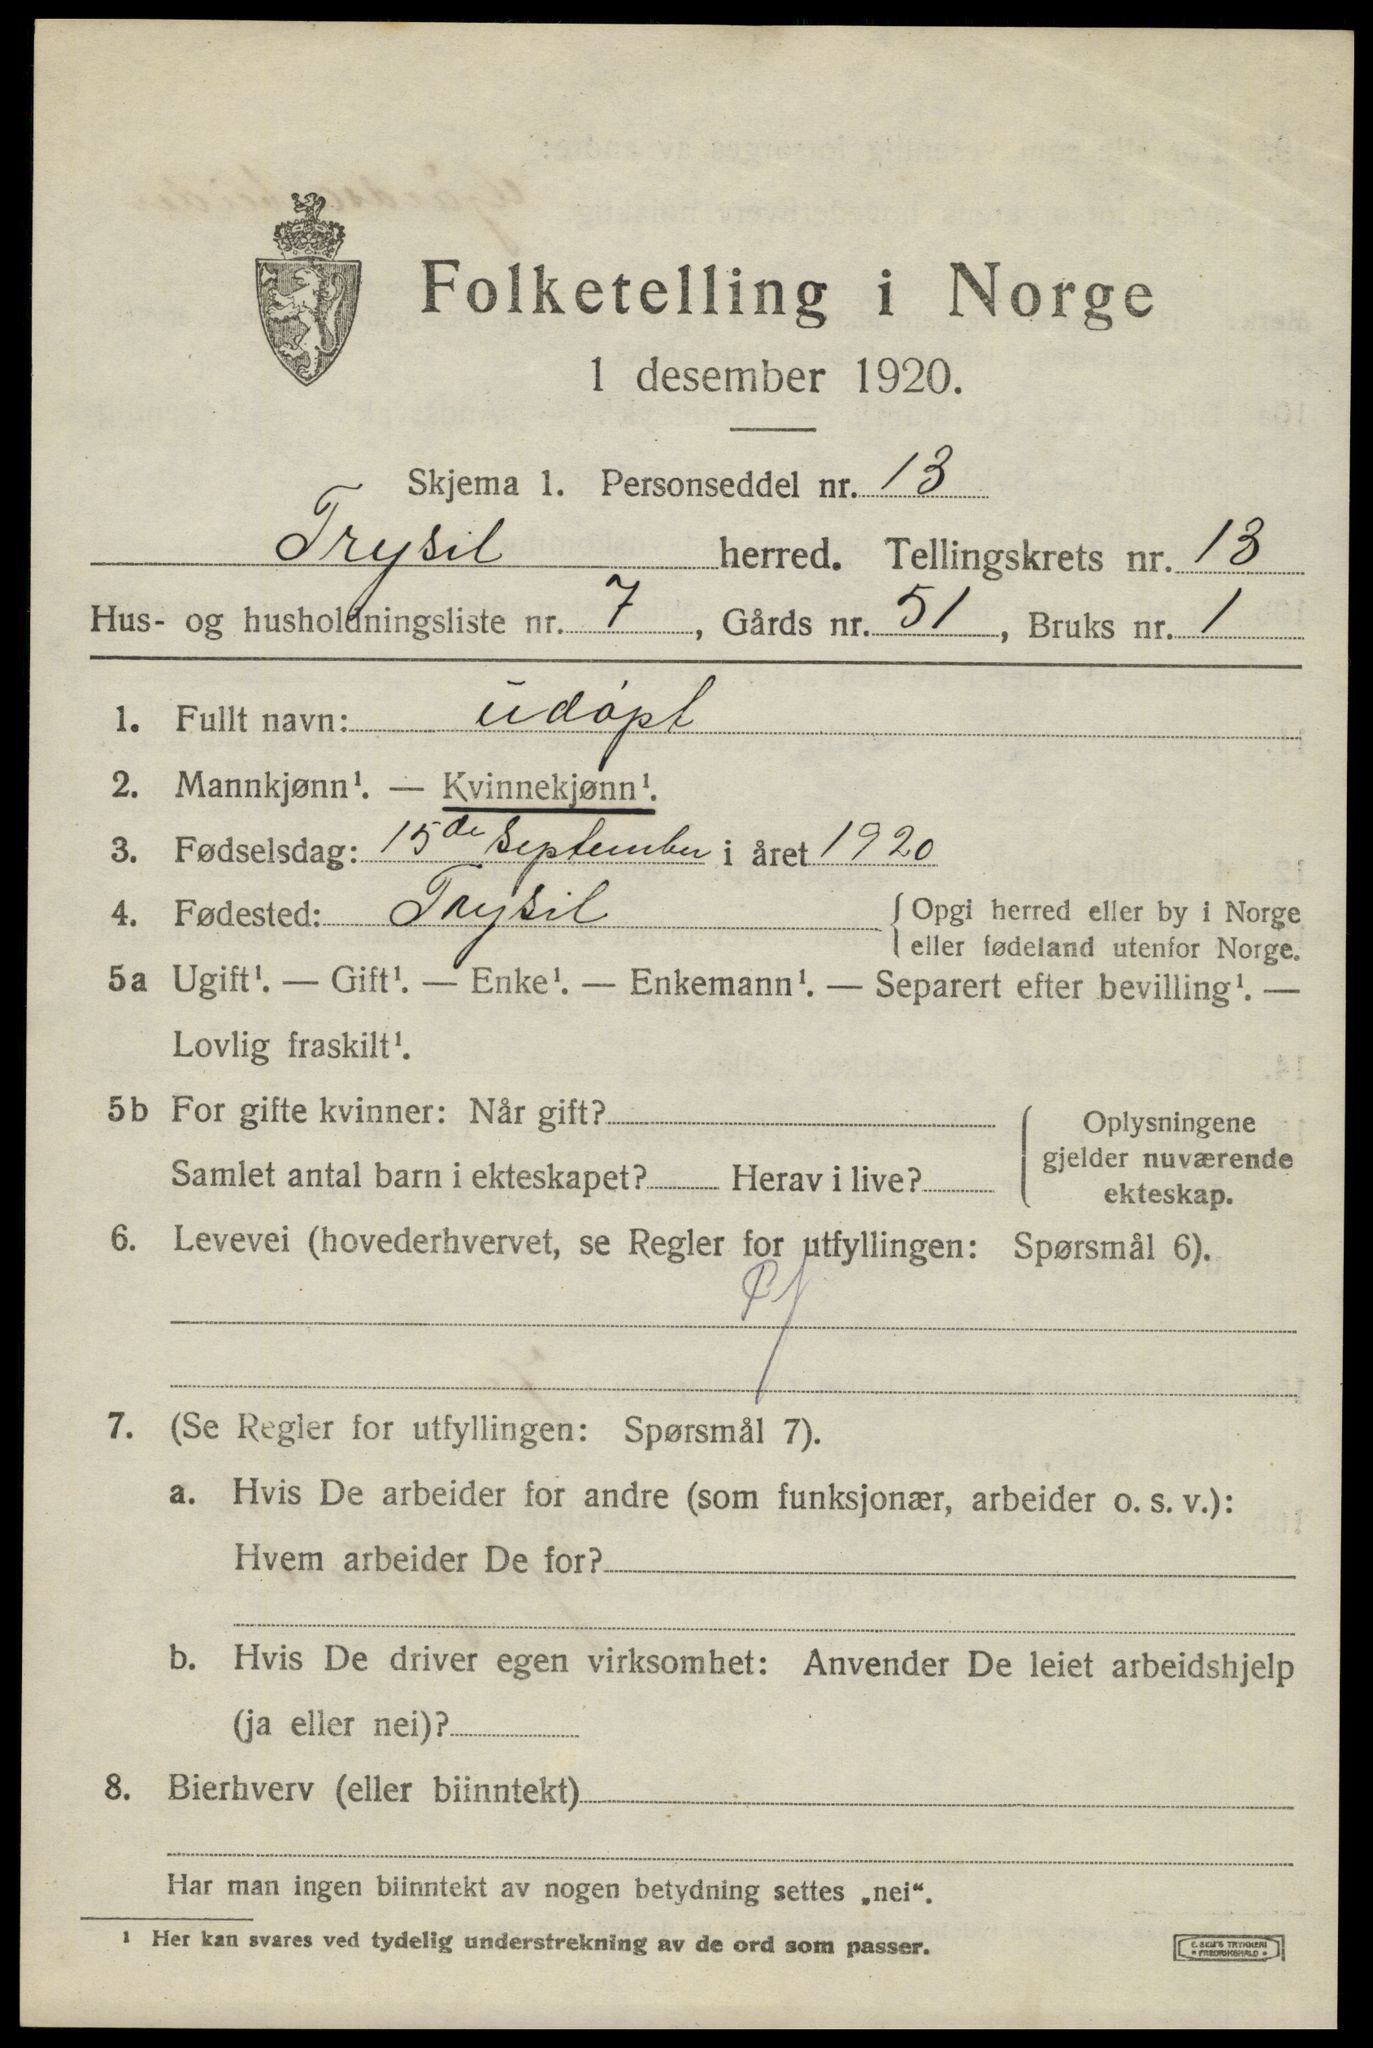 Folketelling i Norge
1 desember 1920.
Skjema 1. Personseddel nr. 13
Trysil herred. Tellingskrets nr. 13
Hus- og husholdningsliste nr. 7, Gårds nr. 51, Bruks nr. 1
1. Fullt navn: udøpt
2. Mannkjønn¹. — Kvinnekjønn¹.
3. Fødselsdag: 15de September i året 1920
4. Fødested: Trysil {Opgi herred eller by i Norge
eller fødeland utenfor Norge.
5a Ugift¹. — Gift¹. — Enke¹. — Enkemann¹. — Separert efter bevilling¹. —
Lovlig fraskilt¹.
5b For gifte kvinner: Når gift?
Samlet antal barn i ekteskapet? Herav i live?
Oplysningene
gjelder nuværende
ekteskap.
6. Levevei (hovederhvervet, se Regler for utfyllingen: Spørsmål 6).
7. (Se Regler for utfyllingen: Spørsmål 7).
a. Hvis De arbeider for andre (som funksjonær, arbeider o. s. v.):
Hvem arbeider De for?
b. Hvis De driver egen virksomhet: Anvender De leiet arbeidshjelp
(ja eller nei)?
8. Bierhverv (eller biinntekt)
Har man ingen biinntekt av nogen betydning settes „nei“.
¹ Her kan svares ved tydelig understrekning av de ord som passer.